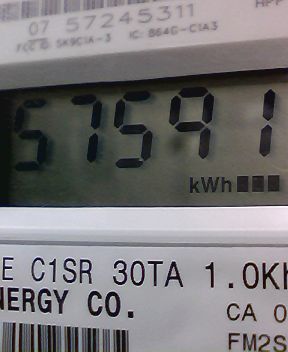 07 57245311
FCC ID: SK9C1A-3 IC: 864G-C1A3
57591
kWh
E C1SR 30TA 1.0Kh
NERGY CO.
CA 0
FM2S